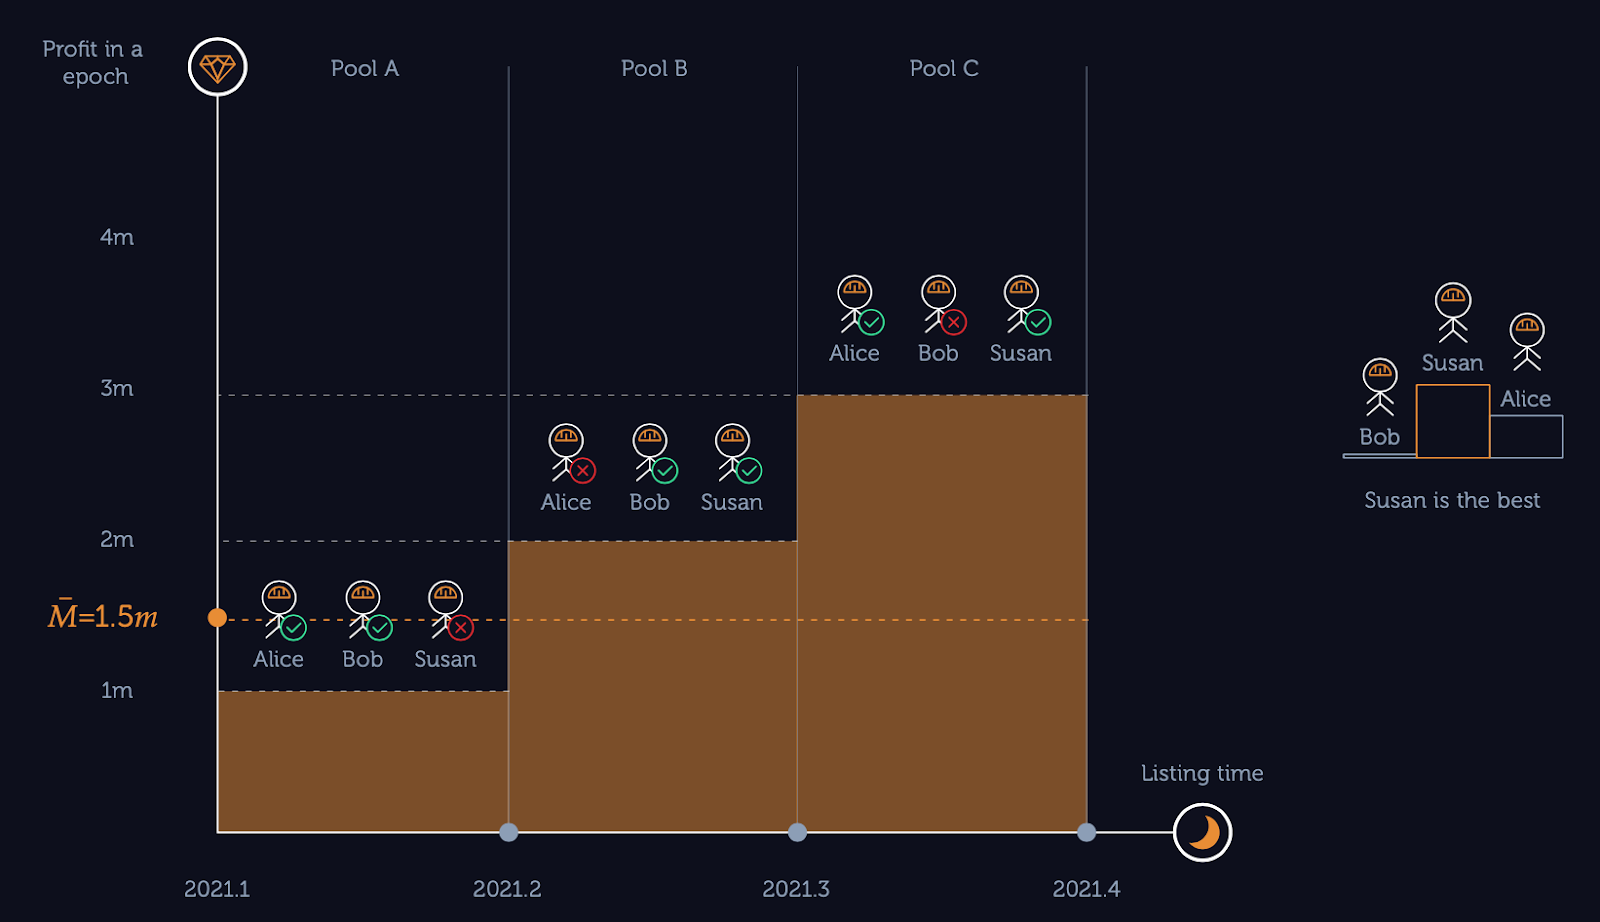 Profit in a
epoch
Pool A
Pool B
Pool C
4m
3m
2m
M̄=1.5m
1m
Alice
Bob
Susan
Alice
Bob
Susan
Alice
Bob
Susan
Susan
Alice
Bob
Susan is the best
Listing time
2021.1
2021.2
2021.3
2021.4